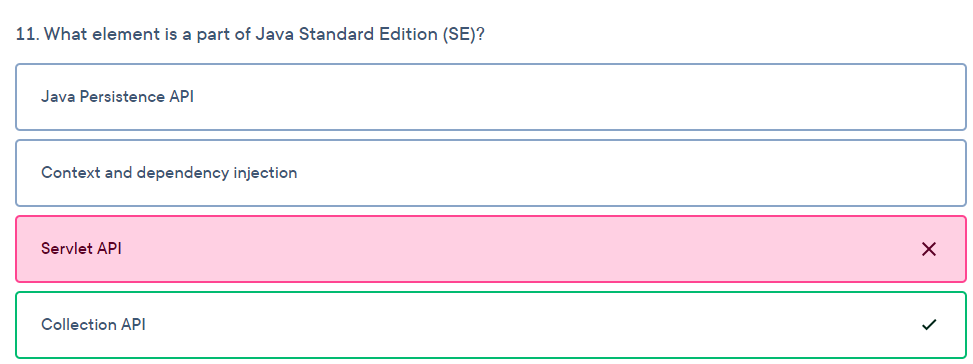 11. What element is a part of Java Standard Edition (SE)?
Java Persistence API
Context and dependency injection
Servlet API
Collection API